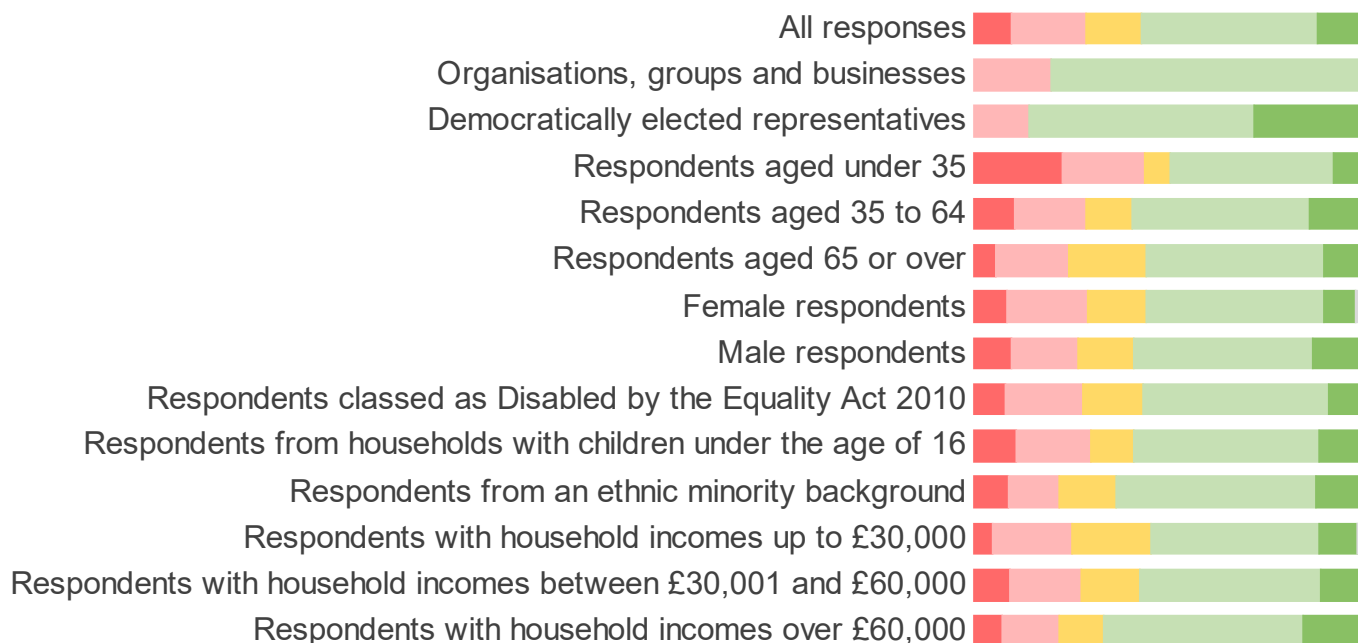 All responses
Organisations, groups and businesses
Democratically elected representatives
Respondents aged under 35
Respondents aged 35 to 64
Respondents aged 65 or over
Female respondents
Male respondents
Respondents classed as Disabled by the Equality Act 2010
Respondents from households with children under the age of 16
Respondents from an ethnic minority background
Respondents with household incomes up to £30,000
Respondents with household incomes between £30,001 and £60,000
Respondents with household incomes over £60,000